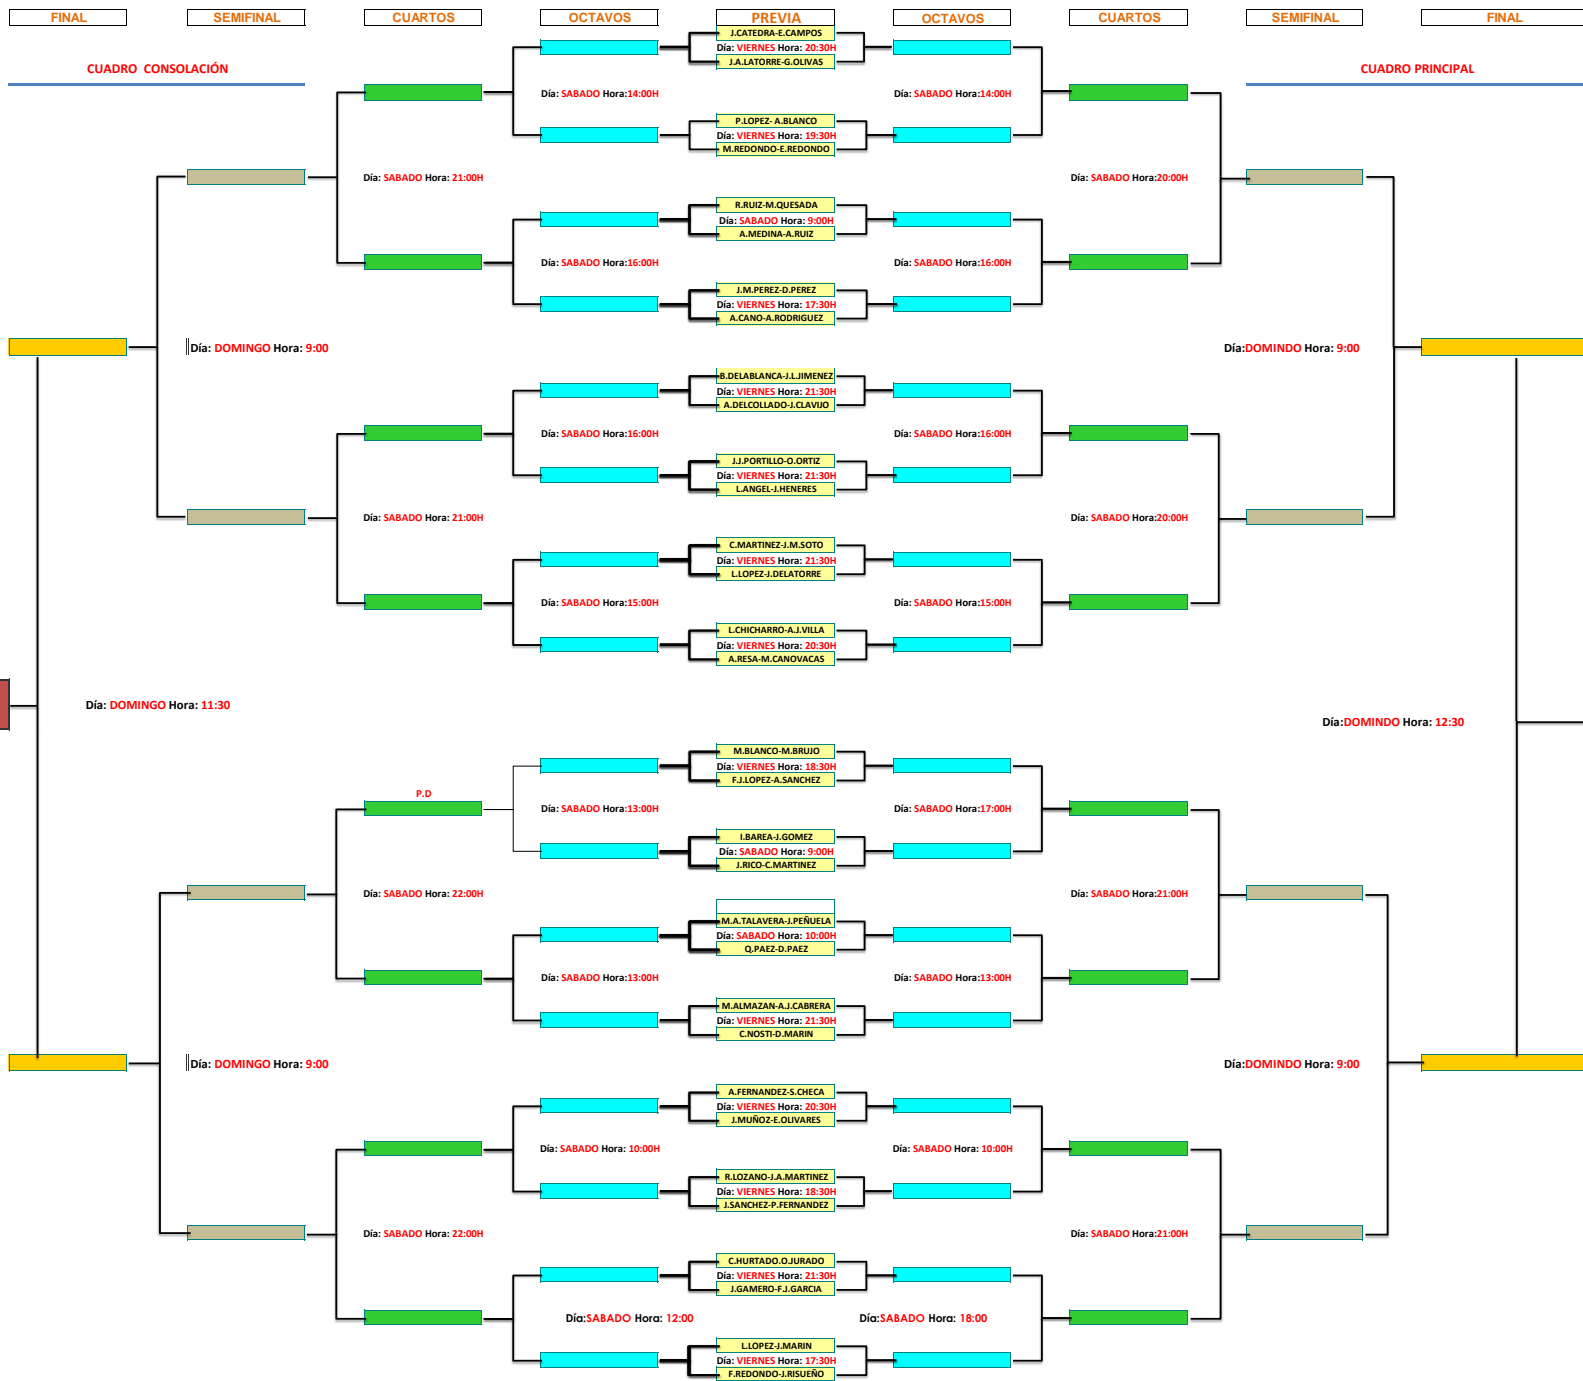 FINAL SEMIFINAL CUARTOS OCTAVOS PREVIA OCTAVOS CUARTOS SEMIFINAL FINAL
J.CATEDRA-E.CAMPOS
Día: VIERNES Hora: 20:30H
J.A.LATORRE-G.OLIVAS
CUADRO CONSOLACIÓN CUADRO PRINCIPAL
Día: SABADO Hora:14:00H Día: SABADO Hora:14:00H
P.LOPEZ- A.BLANCO
Día: VIERNES Hora: 19:30H
M.REDONDO-E.REDONDO
Día: SABADO Hora: 21:00H Día: SABADO Hora:20:00H
R.RUIZ-M.QUESADA
Día: SABADO Hora: 9:00H
A.MEDINA-A.RUIZ
Día: SABADO Hora:16:00H Día: SABADO Hora:16:00H
J.M.PEREZ-D.PEREZ
Día: VIERNES Hora: 17:30H
A.CANO-A.RODRIGUEZ
Día: DOMINGO Hora: 9:00 Día:DOMINDO Hora: 9:00
B.DELABLANCA-J.L.JIMENEZ
Día: VIERNES Hora: 21:30H
A.DELCOLLADO-J.CLAVIJO
Día: SABADO Hora:16:00H Día: SABADO Hora:16:00H
J.J.PORTILLO-O.ORTIZ
Día: VIERNES Hora: 21:30H
L.ANGEL-J.HENERES
Día: SABADO Hora: 21:00H Día: SABADO Hora:20:00H
C.MARTINEZ-J.M.SOTO
Día: VIERNES Hora: 21:30H
L.LOPEZ-J.DELATORRE
Día: SABADO Hora:15:00H Día: SABADO Hora:15:00H
L.CHICHARRO-A.J.VILLA
Día: VIERNES Hora: 20:30H
A.RESA-M.CANOVACAS
Día: DOMINGO Hora: 11:30 Día:DOMINDO Hora: 12:30
M.BLANCO-M.BRUJO
Día: VIERNES Hora: 18:30H
F.J.LOPEZ-A.SANCHEZ
P.D
Día: SABADO Hora:13:00H Día: SABADO Hora:17:00H
I.BAREA-J.GOMEZ
Día: SABADO Hora: 9:00H
J.RICO-C.MARTINEZ
Día: SABADO Hora: 22:00H Día: SABADO Hora:21:00H
M.A.TALAVERA-J.PEÑUELA
Día: SABADO Hora: 10:00H
Q.PAEZ-D.PAEZ
Día: SABADO Hora:13:00H Día: SABADO Hora:13:00H
M.ALMAZAN-A.J.CABRERA
Día: VIERNES Hora: 21:30H
C.NOSTI-D.MARIN
Día: DOMINGO Hora: 9:00 Día:DOMINDO Hora: 9:00
A.FERNANDEZ-S.CHECA
Día: VIERNES Hora: 20:30H
J.MUÑOZ-E.OLIVARES
Día: SABADO Hora: 10:00H Día: SABADO Hora: 10:00H
R.LOZANO-J.A.MARTINEZ
Día: VIERNES Hora: 18:30H
J.SANCHEZ-P.FERNANDEZ
Día: SABADO Hora: 22:00H Día: SABADO Hora:21:00H
C.HURTADO.O.JURADO
Día: VIERNES Hora: 21:30H
J.GAMERO-F.J.GARCIA
Día:SABADO Hora: 12:00 Día:SABADO Hora: 18:00
L.LOPEZ-J.MARIN
Día: VIERNES Hora: 17:30H
F.REDONDO-J.RISUEÑO